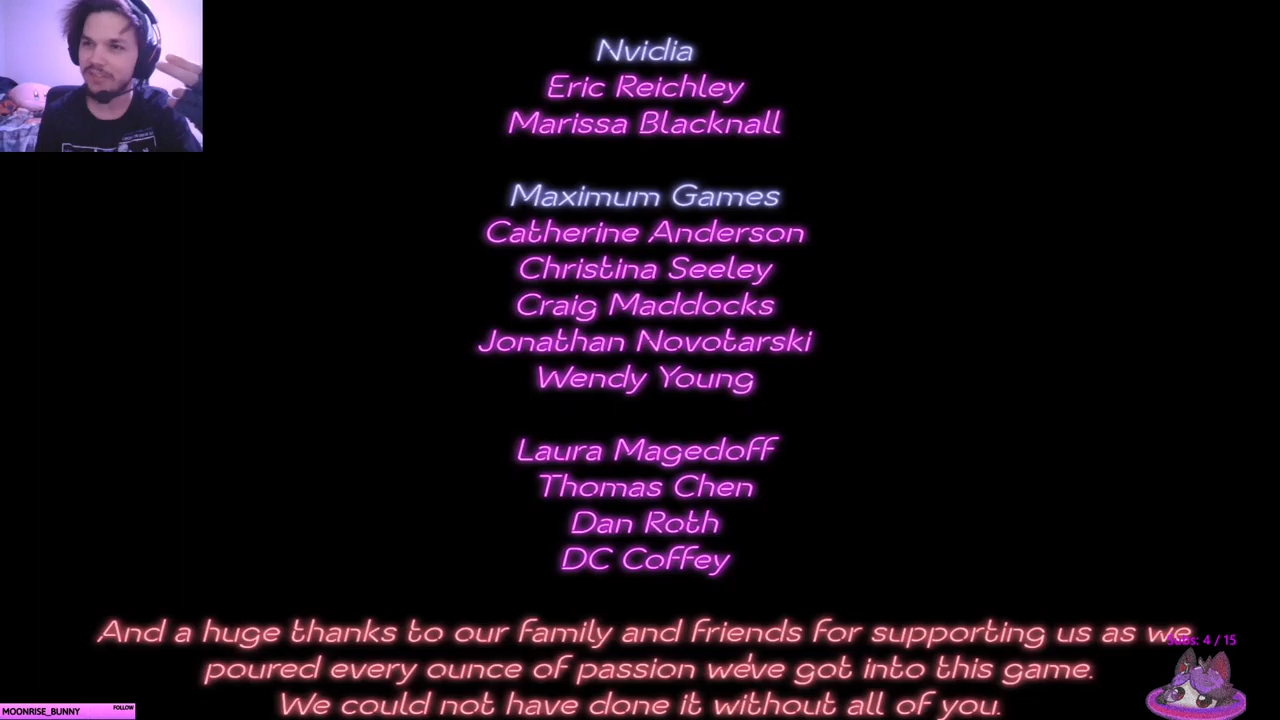 Nvidia
Eric Reichley
Marissa Blacknall
Maximum Games
Catherine Anderson
Christina Seeley
Craig Maddocks
Jonathan Novotarski
Wendy Young
Laura Magedoff
Thomas Chen
Dan Roth
DC Coffey
And a huge thanks to our family and friends for supporting us as we
Subs: 4 / 15
poured every ounce of passion we've got into this game.
We could not have done it without all of you.
MOONRISE_BUNNY
FOLLOW